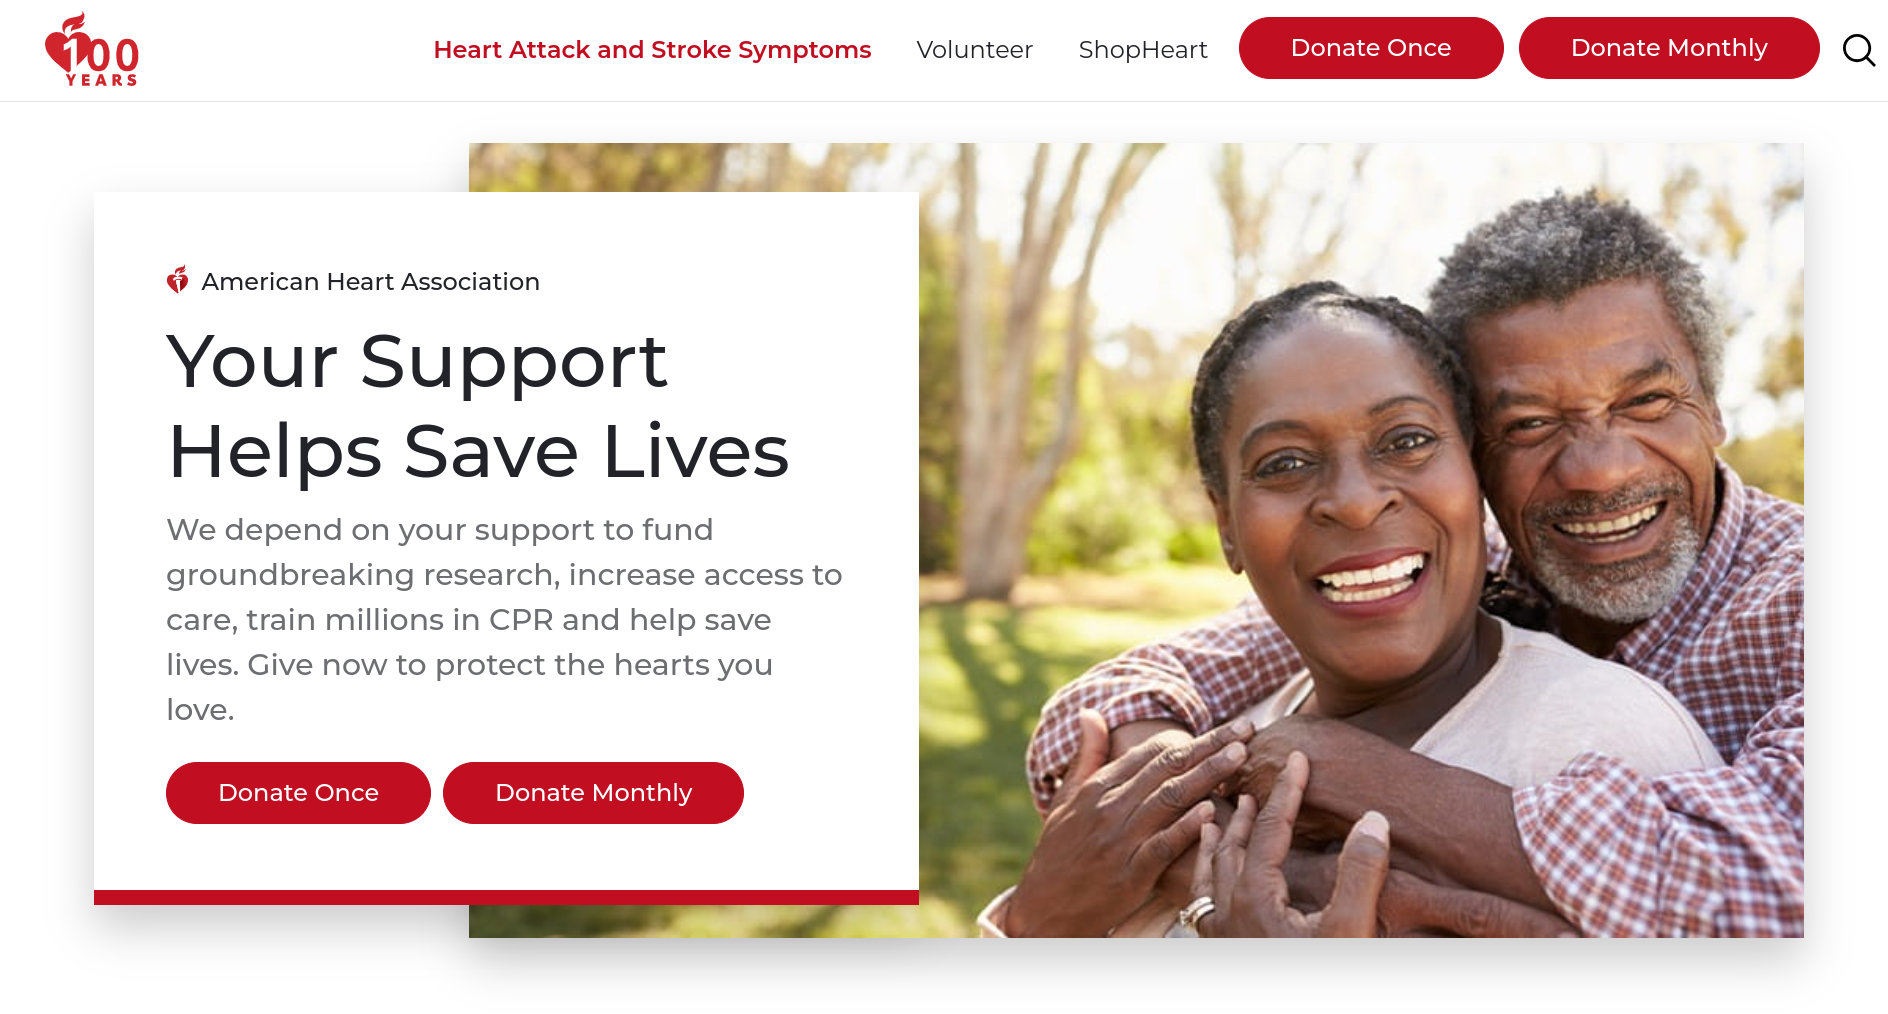 100
YEARS
Heart Attack and Stroke Symptoms
Volunteer
ShopHeart
Donate Once
Donate Monthly
American Heart Association
Your Support
Helps Save Lives
We depend on your support to fund
groundbreaking research, increase access to
care, train millions in CPR and help save
lives. Give now to protect the hearts you
love.
Donate Once
Donate Monthly